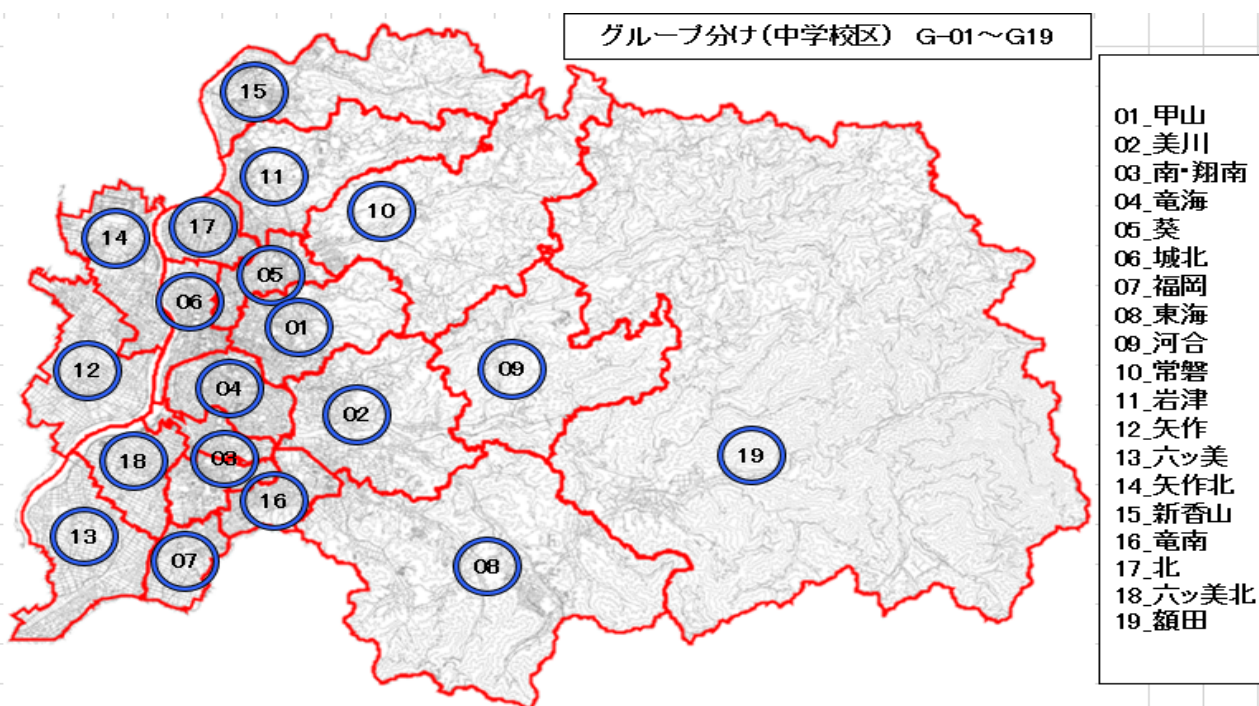 グループ分け(中学校区) G-01～G19
15
11
10
17
14
05
06
01
09
12
04
02
19
03
18
16
13
07
08
01_甲山
02_美川
03_南・翔南
04_竜海
05_葵
06_城北
07_福岡
08_東海
09_河合
10_常磐
11_岩津
12_矢作
13_六ッ美
14_矢作北
15_新香山
16_竜南
17_北
18_六ッ美北
19_額田